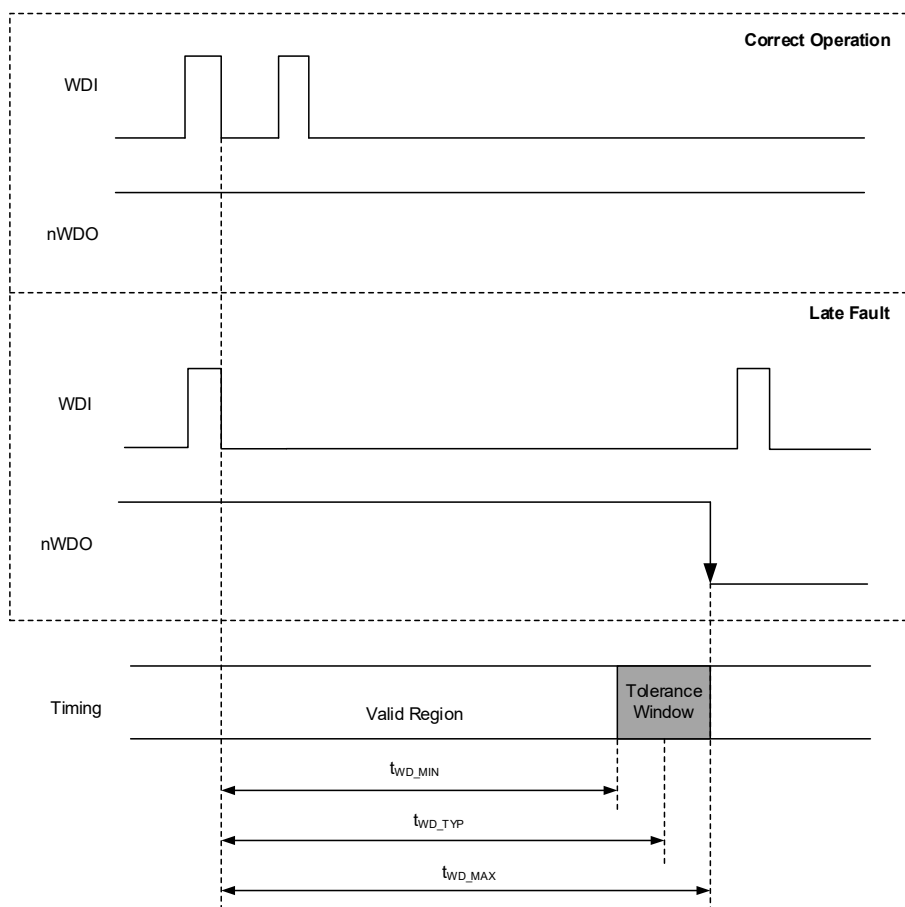 Correct Operation
WDI
nWDO
Late Fault
WDI
nWDO
Timing
Valid Region
Tolerance
Window
tWD_MIN
tWD_TYP
tWD_MAX